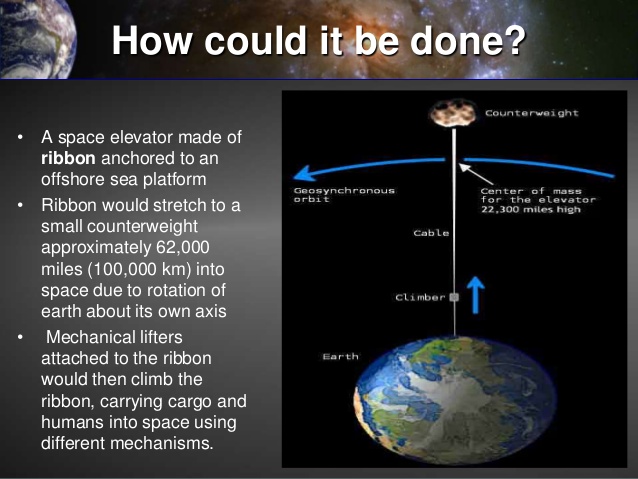 How could it be done?
• A space elevator made of
ribbon anchored to an
offshore sea platform
• Ribbon would stretch to a
small counterweight
approximately 62,000
miles (100,000 km) into
space due to rotation of
earth about its own axis
• Mechanical lifters
attached to the ribbon
would then climb the
ribbon, carrying cargo and
humans into space using
different mechanisms.
Counterweight
Geosynchronous
orbit
Center of mass
for the elevator
22,300 miles high
Cable
Climber
Earth